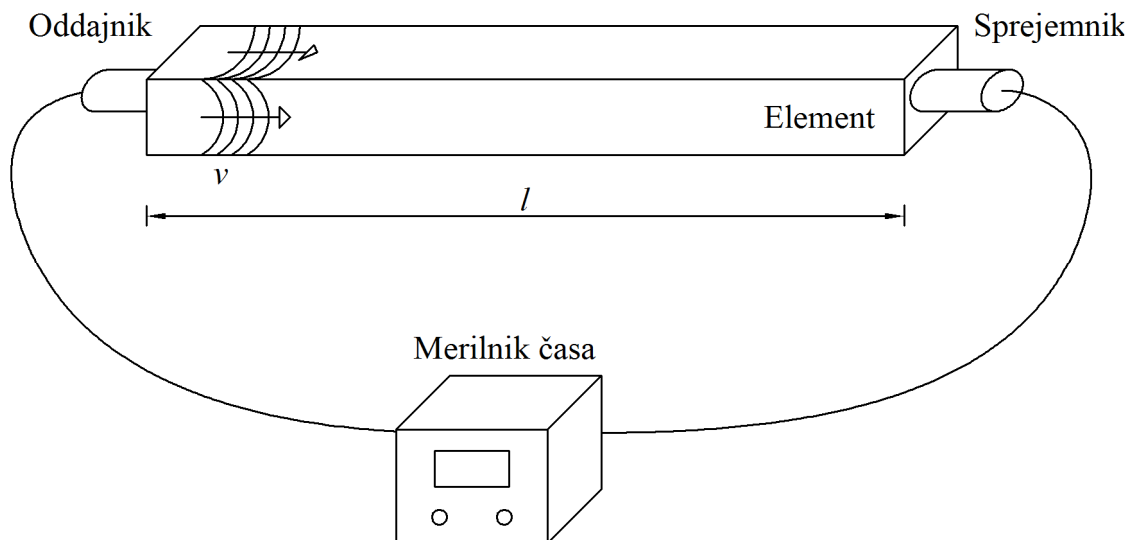 Oddajnik
Sprejemnik
Element
v
l
Merilnik časa